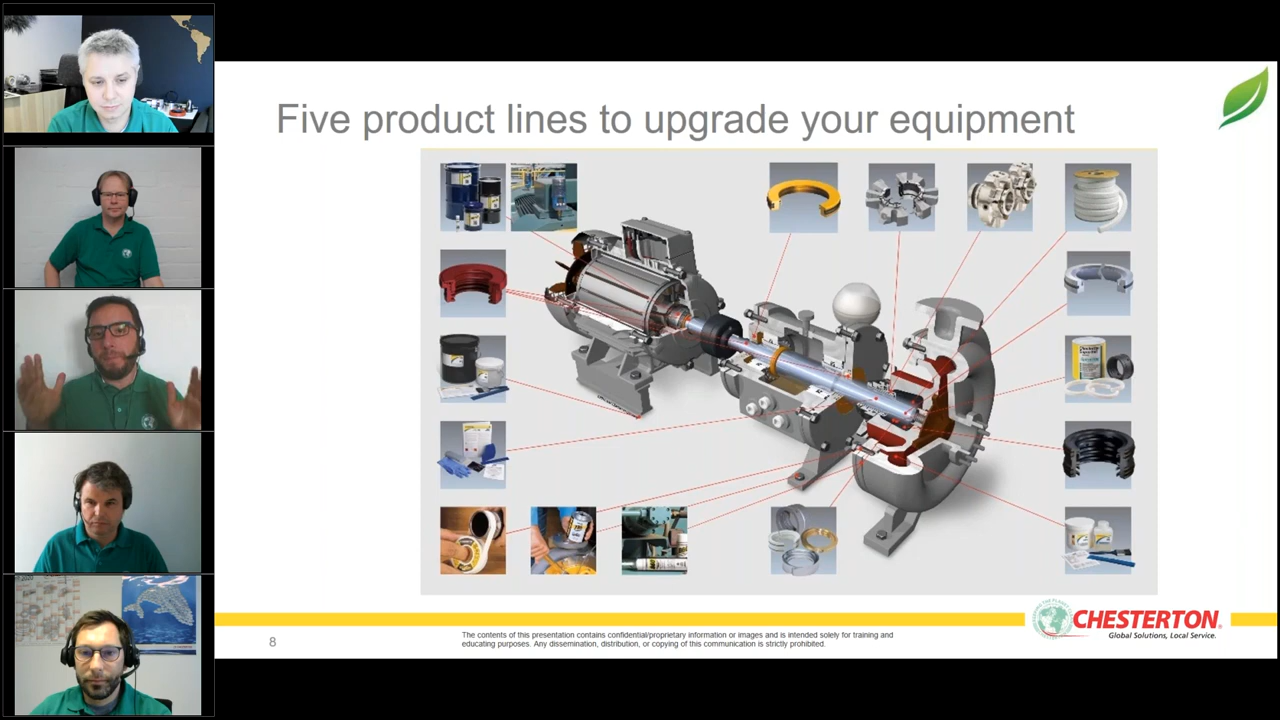 Five product lines to upgrade your equipment
8
The contents of this presentation contains confidential/proprietary information or images and is intended solely for training and
educating purposes. Any dissemination, distribution, or copying of this communication is strictly prohibited.
CHESTERTON®
Global Solutions, Local Service.